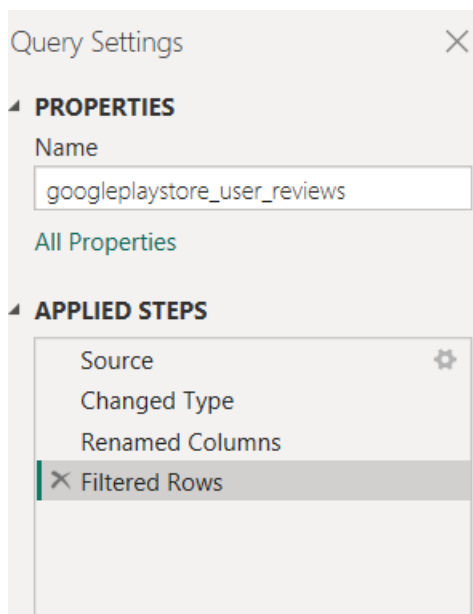 Query Settings
PROPERTIES
Name
googleplaystore_user_reviews
All Properties
APPLIED STEPS
Source
Changed Type
Renamed Columns
Filtered Rows